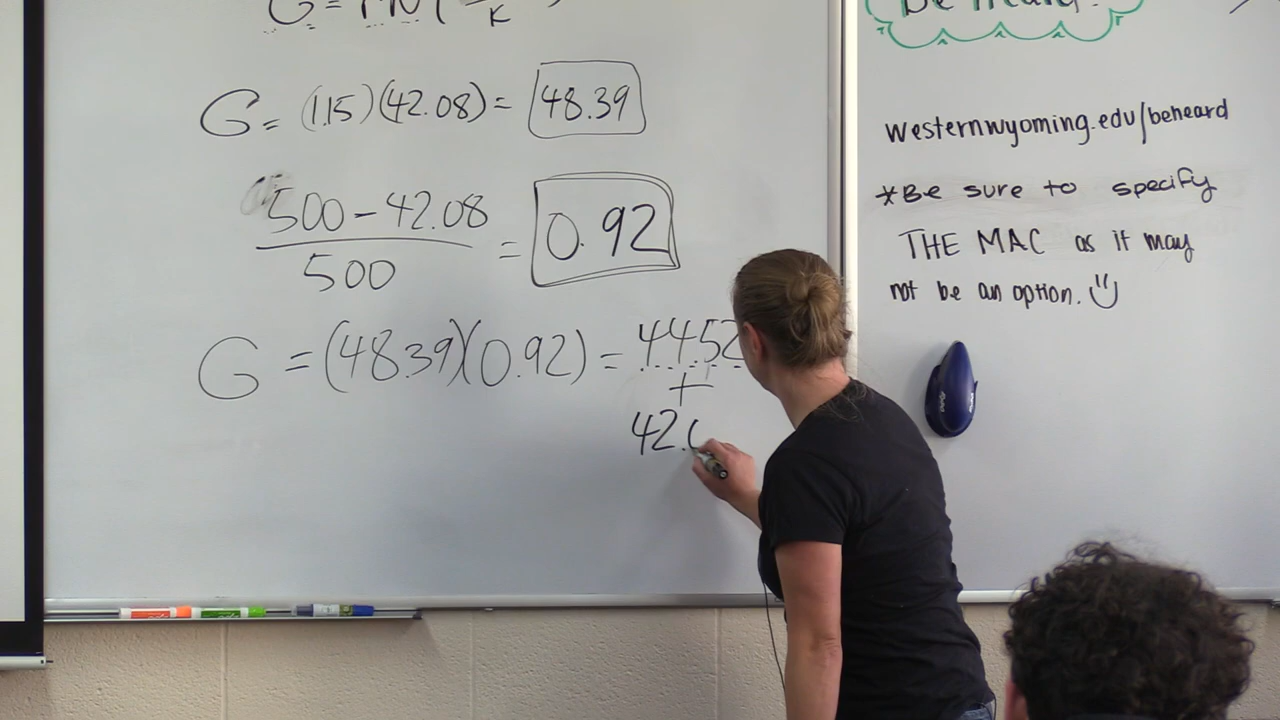 G = (1.15)(42.08) = 48.39
500 - 42.08
500
= 0.92
G = (48.39)(0.92) = 44.52
+
42.0
westernwyoming.edu/beheard
*Be sure to specify
THE MAC as it may
not be an option.